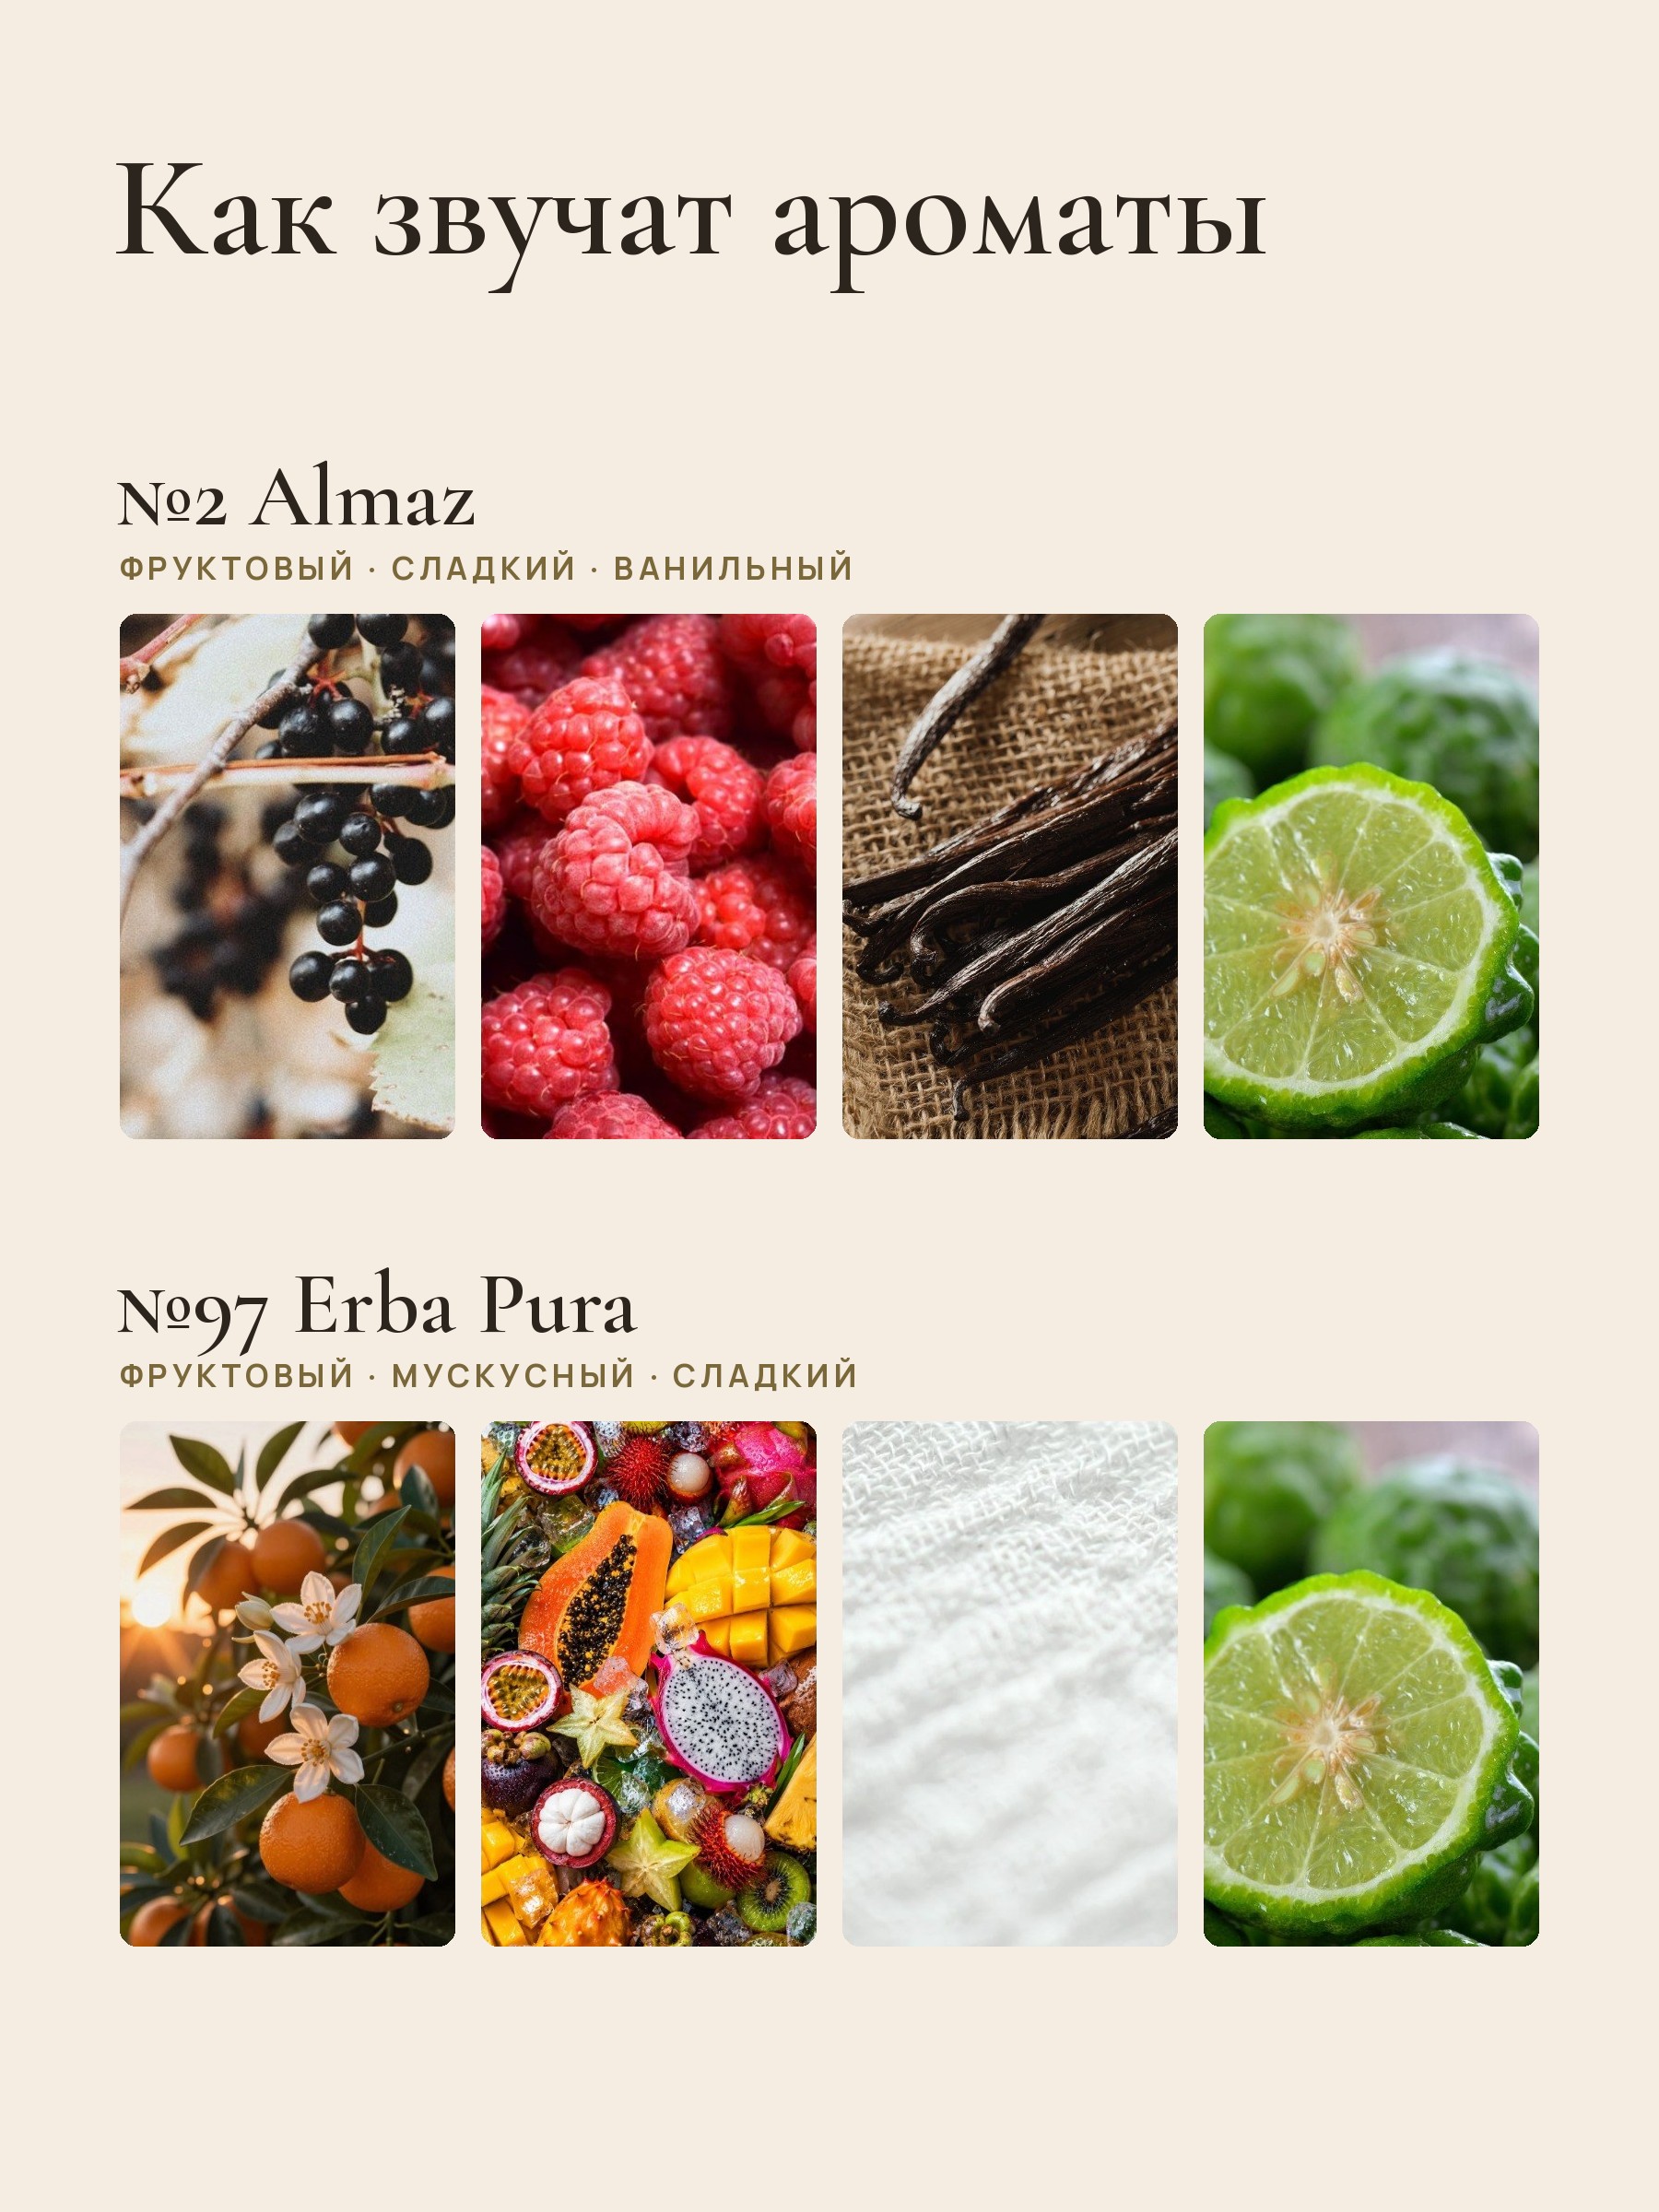 Как звучат ароматы
№2 Almaz
ФРУКТОВЫЙ · СЛАДКИЙ · ВАНИЛЬНЫЙ
№97 Erba Pura
ФРУКТОВЫЙ · МУСКУСНЫЙ · СЛАДКИЙ